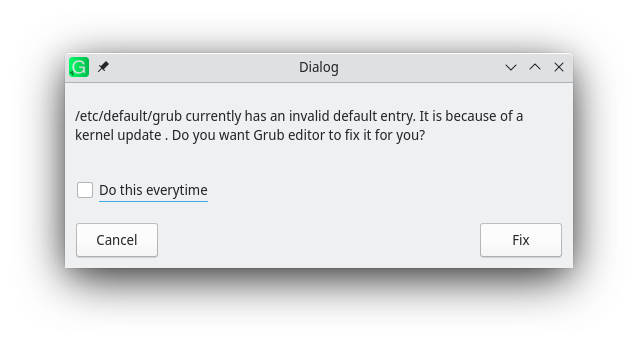 Dialog
/etc/default/grub currently has an invalid default entry. It is because of a
kernel update . Do you want Grub editor to fix it for you?
Do this everytime
Cancel
Fix